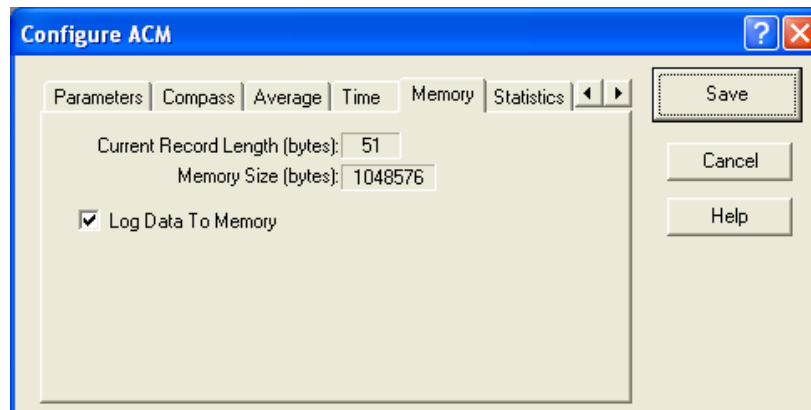 Configure ACM
Parameters Compass Average Time Memory Statistics
Save
Current Record Length (bytes): 51
Memory Size (bytes): 1048576
Cancel
Log Data To Memory
Help